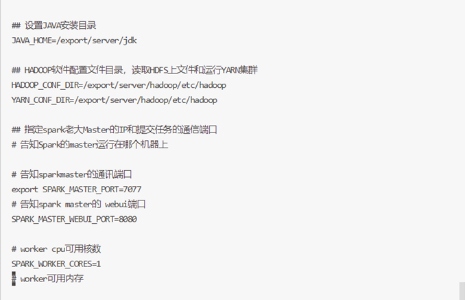 ## 设置JAVA安装目录
JAVA_HOME=/export/server/jdk
## HADOOP软件配置文件目录，读取HDFS上文件和运行YARN集群
HADOOP_CONF_DIR=/export/server/hadoop/etc/hadoop
YARN_CONF_DIR=/export/server/hadoop/etc/hadoop
## 指定spark老大Master的IP和提交任务的通信端口
# 告知Spark的master运行在哪个机器上
# 告知sparkmaster的通讯端口
export SPARK_MASTER_PORT=7077
# 告知spark master的 webui端口
SPARK_MASTER_WEBUI_PORT=8080
# worker cpu可用核数
SPARK_WORKER_CORES=1
# worker可用内存